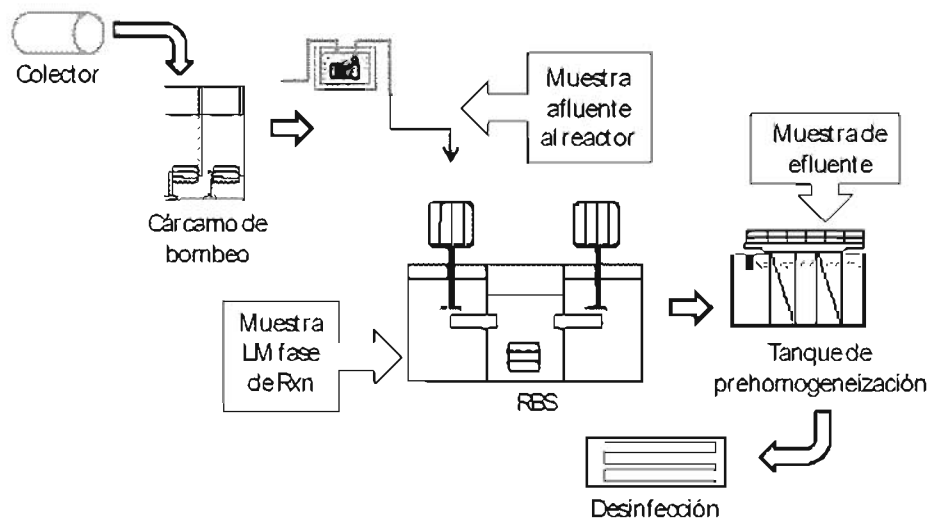 Colector
Cárcamo de
bombeo
Muestra
afluente
al reactor
Muestra de
efluente
Muestra
LM fase
de Rxn
RBS
Tanque de
prehomogeneización
Desinfección